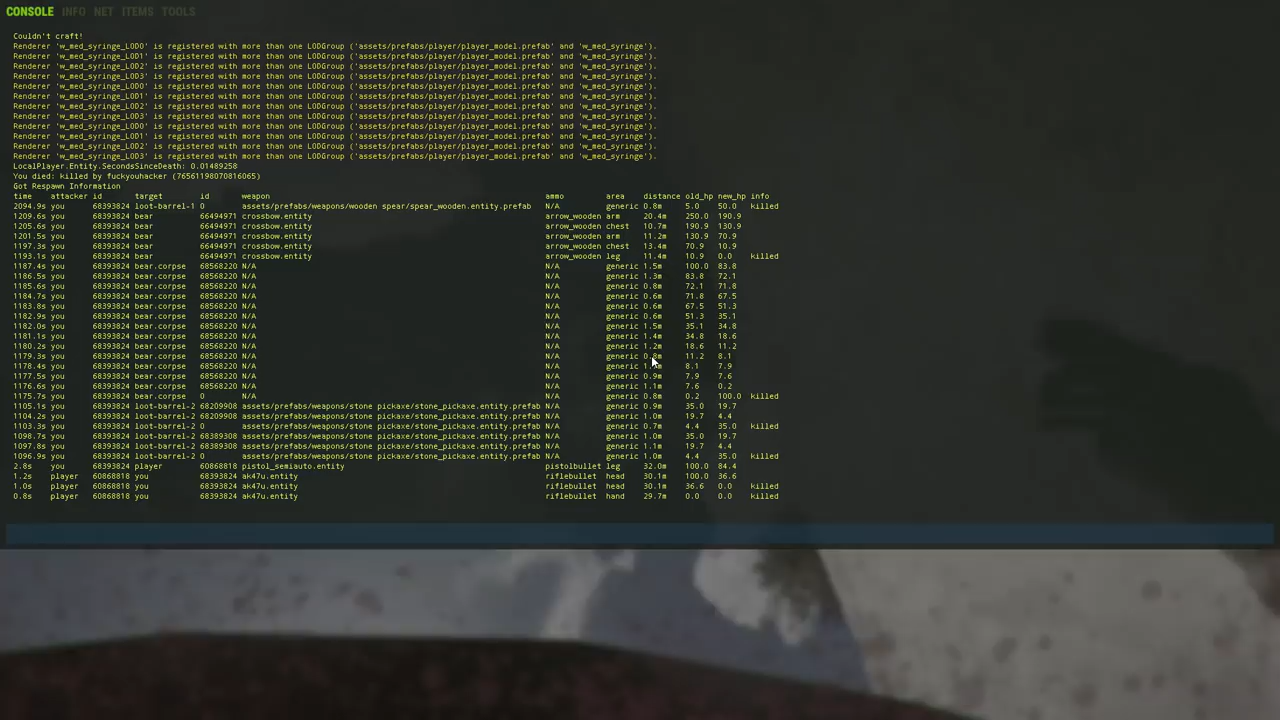 CONSOLE INFO NET ITEMS TOOLS
Couldn't craft!
Renderer 'w_med_syringe_LOD0' is registered with more than one LODGroup ('assets/prefabs/player/player_model.prefab' and 'w_med_syringe').
Renderer 'w_med_syringe_LOD1' is registered with more than one LODGroup ('assets/prefabs/player/player_model.prefab' and 'w_med_syringe').
Renderer 'w_med_syringe_LOD2' is registered with more than one LODGroup ('assets/prefabs/player/player_model.prefab' and 'w_med_syringe').
Renderer 'w_med_syringe_LOD3' is registered with more than one LODGroup ('assets/prefabs/player/player_model.prefab' and 'w_med_syringe').
Renderer 'w_med_syringe_LOD0' is registered with more than one LODGroup ('assets/prefabs/player/player_model.prefab' and 'w_med_syringe').
Renderer 'w_med_syringe_LOD1' is registered with more than one LODGroup ('assets/prefabs/player/player_model.prefab' and 'w_med_syringe').
Renderer 'w_med_syringe_LOD2' is registered with more than one LODGroup ('assets/prefabs/player/player_model.prefab' and 'w_med_syringe').
Renderer 'w_med_syringe_LOD3' is registered with more than one LODGroup ('assets/prefabs/player/player_model.prefab' and 'w_med_syringe').
Renderer 'w_med_syringe_LOD0' is registered with more than one LODGroup ('assets/prefabs/player/player_model.prefab' and 'w_med_syringe').
Renderer 'w_med_syringe_LOD1' is registered with more than one LODGroup ('assets/prefabs/player/player_model.prefab' and 'w_med_syringe').
Renderer 'w_med_syringe_LOD2' is registered with more than one LODGroup ('assets/prefabs/player/player_model.prefab' and 'w_med_syringe').
Renderer 'w_med_syringe_LOD3' is registered with more than one LODGroup ('assets/prefabs/player/player_model.prefab' and 'w_med_syringe').
LocalPlayer.Entity.SecondsSinceDeath: 0.01489258
You died: killed by fuckyouhacker (76561198070816065)
Got Respawn Information
time attacker id target id weapon ammo area distance old_hp new_hp info
2094.9s you 68393824 loot-barrel-1 0 assets/prefabs/weapons/wooden spear/spear_wooden.entity.prefab N/A generic 0.8m 5.0 50.0 killed
1209.6s you 68393824 bear 66494971 crossbow.entity arrow_wooden arm 20.4m 250.0 190.9
1205.6s you 68393824 bear 66494971 crossbow.entity arrow_wooden chest 10.7m 190.9 130.9
1201.5s you 68393824 bear 66494971 crossbow.entity arrow_wooden arm 11.2m 130.9 70.9
1197.3s you 68393824 bear 66494971 crossbow.entity arrow_wooden chest 13.4m 70.9 10.9
1193.1s you 68393824 bear 66494971 crossbow.entity arrow_wooden leg 11.4m 10.9 0.0 killed
1187.4s you 68393824 bear.corpse 68568220 N/A N/A generic 1.5m 100.0 83.8
1186.5s you 68393824 bear.corpse 68568220 N/A N/A generic 1.3m 83.8 72.1
1185.6s you 68393824 bear.corpse 68568220 N/A N/A generic 0.8m 72.1 71.8
1184.7s you 68393824 bear.corpse 68568220 N/A N/A generic 0.6m 71.8 67.5
1183.8s you 68393824 bear.corpse 68568220 N/A N/A generic 0.6m 67.5 51.3
1182.9s you 68393824 bear.corpse 68568220 N/A N/A generic 0.6m 51.3 35.1
1182.0s you 68393824 bear.corpse 68568220 N/A N/A generic 1.5m 35.1 34.8
1181.1s you 68393824 bear.corpse 68568220 N/A N/A generic 1.4m 34.8 18.6
1180.2s you 68393824 bear.corpse 68568220 N/A N/A generic 1.2m 18.6 11.2
1179.3s you 68393824 bear.corpse 68568220 N/A N/A generic 11.2 8.1
1178.4s you 68393824 bear.corpse 68568220 N/A N/A generic 8.1 7.9
1177.5s you 68393824 bear.corpse 68568220 N/A N/A generic 0.9m 7.9 7.6
1176.6s you 68393824 bear.corpse 68568220 N/A N/A generic 1.1m 7.6 0.2
1175.7s you 68393824 bear.corpse 0 N/A N/A generic 0.8m 0.2 100.0 killed
1105.1s you 68393824 loot-barrel-2 68209908 assets/prefabs/weapons/stone pickaxe/stone_pickaxe.entity.prefab N/A generic 0.9m 35.0 19.7
1104.2s you 68393824 loot-barrel-2 68209908 assets/prefabs/weapons/stone pickaxe/stone_pickaxe.entity.prefab N/A generic 1.0m 19.7 4.4
1103.3s you 68393824 loot-barrel-2 0 assets/prefabs/weapons/stone pickaxe/stone_pickaxe.entity.prefab N/A generic 0.7m 4.4 35.0 killed
1098.7s you 68393824 loot-barrel-2 68389308 assets/prefabs/weapons/stone pickaxe/stone_pickaxe.entity.prefab N/A generic 1.0m 35.0 19.7
1097.8s you 68393824 loot-barrel-2 68389308 assets/prefabs/weapons/stone pickaxe/stone_pickaxe.entity.prefab N/A generic 1.1m 19.7 4.4
1096.9s you 68393824 loot-barrel-2 0 assets/prefabs/weapons/stone pickaxe/stone_pickaxe.entity.prefab N/A generic 1.0m 4.4 35.0 killed
2.8s you 68393824 player 60868818 pistol_semiauto.entity pistolbullet leg 32.0m 100.0 84.4
1.2s player 60868818 you 68393824 ak47u.entity riflebullet head 30.1m 100.0 36.6
1.0s player 60868818 you 68393824 ak47u.entity riflebullet head 30.1m 36.6 0.0 killed
0.8s player 60868818 you 68393824 ak47u.entity riflebullet hand 29.7m 0.0 0.0 killed